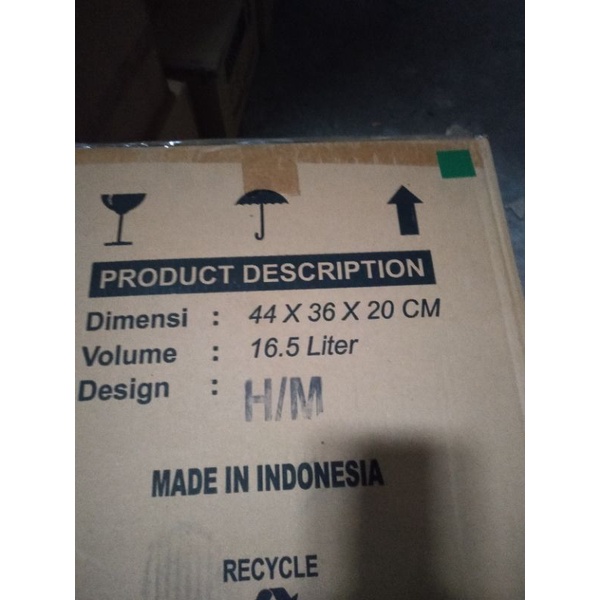 PRODUCT DESCRIPTION
Dimensi : 44 X 36 X 20 CM
Volume : 16.5 Liter
Design : H/M
MADE IN INDONESIA
RECYCLE